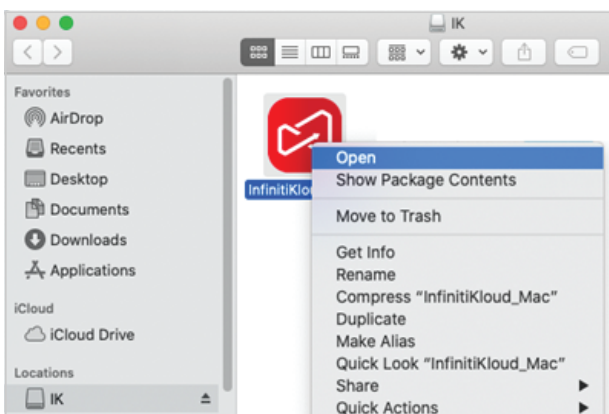 IK
Favorites
AirDrop
Recents
Desktop
Documents
Downloads
Applications
iCloud
iCloud Drive
Locations
IK
Open
Show Package Contents
Move to Trash
Get Info
Rename
Compress “InfinitiKloud_Mac”
Duplicate
Make Alias
Quick Look “InfinitiKloud_Mac”
Share
Quick Actions